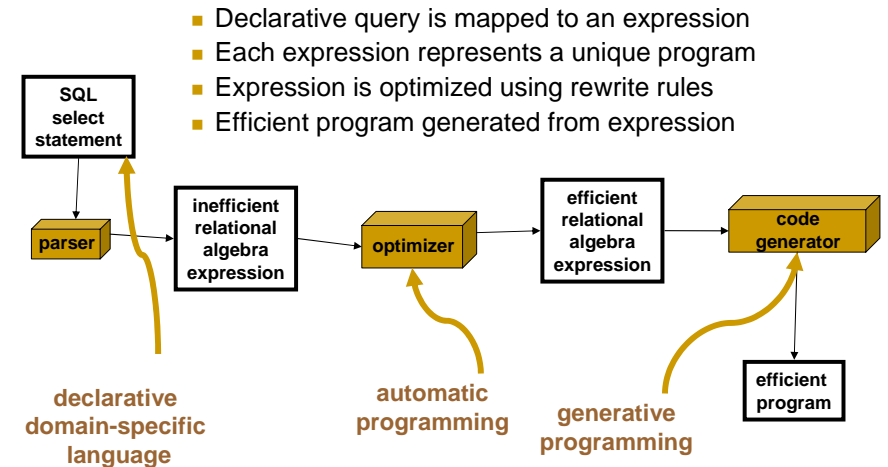 Declarative query is mapped to an expression
Each expression represents a unique program
Expression is optimized using rewrite rules
Efficient program generated from expression
SQL
select
statement
parser
inefficient
relational
algebra
expression
optimizer
efficient
relational
algebra
expression
code
generator
efficient
program
declarative
domain-specific
language
automatic
programming
generative
programming